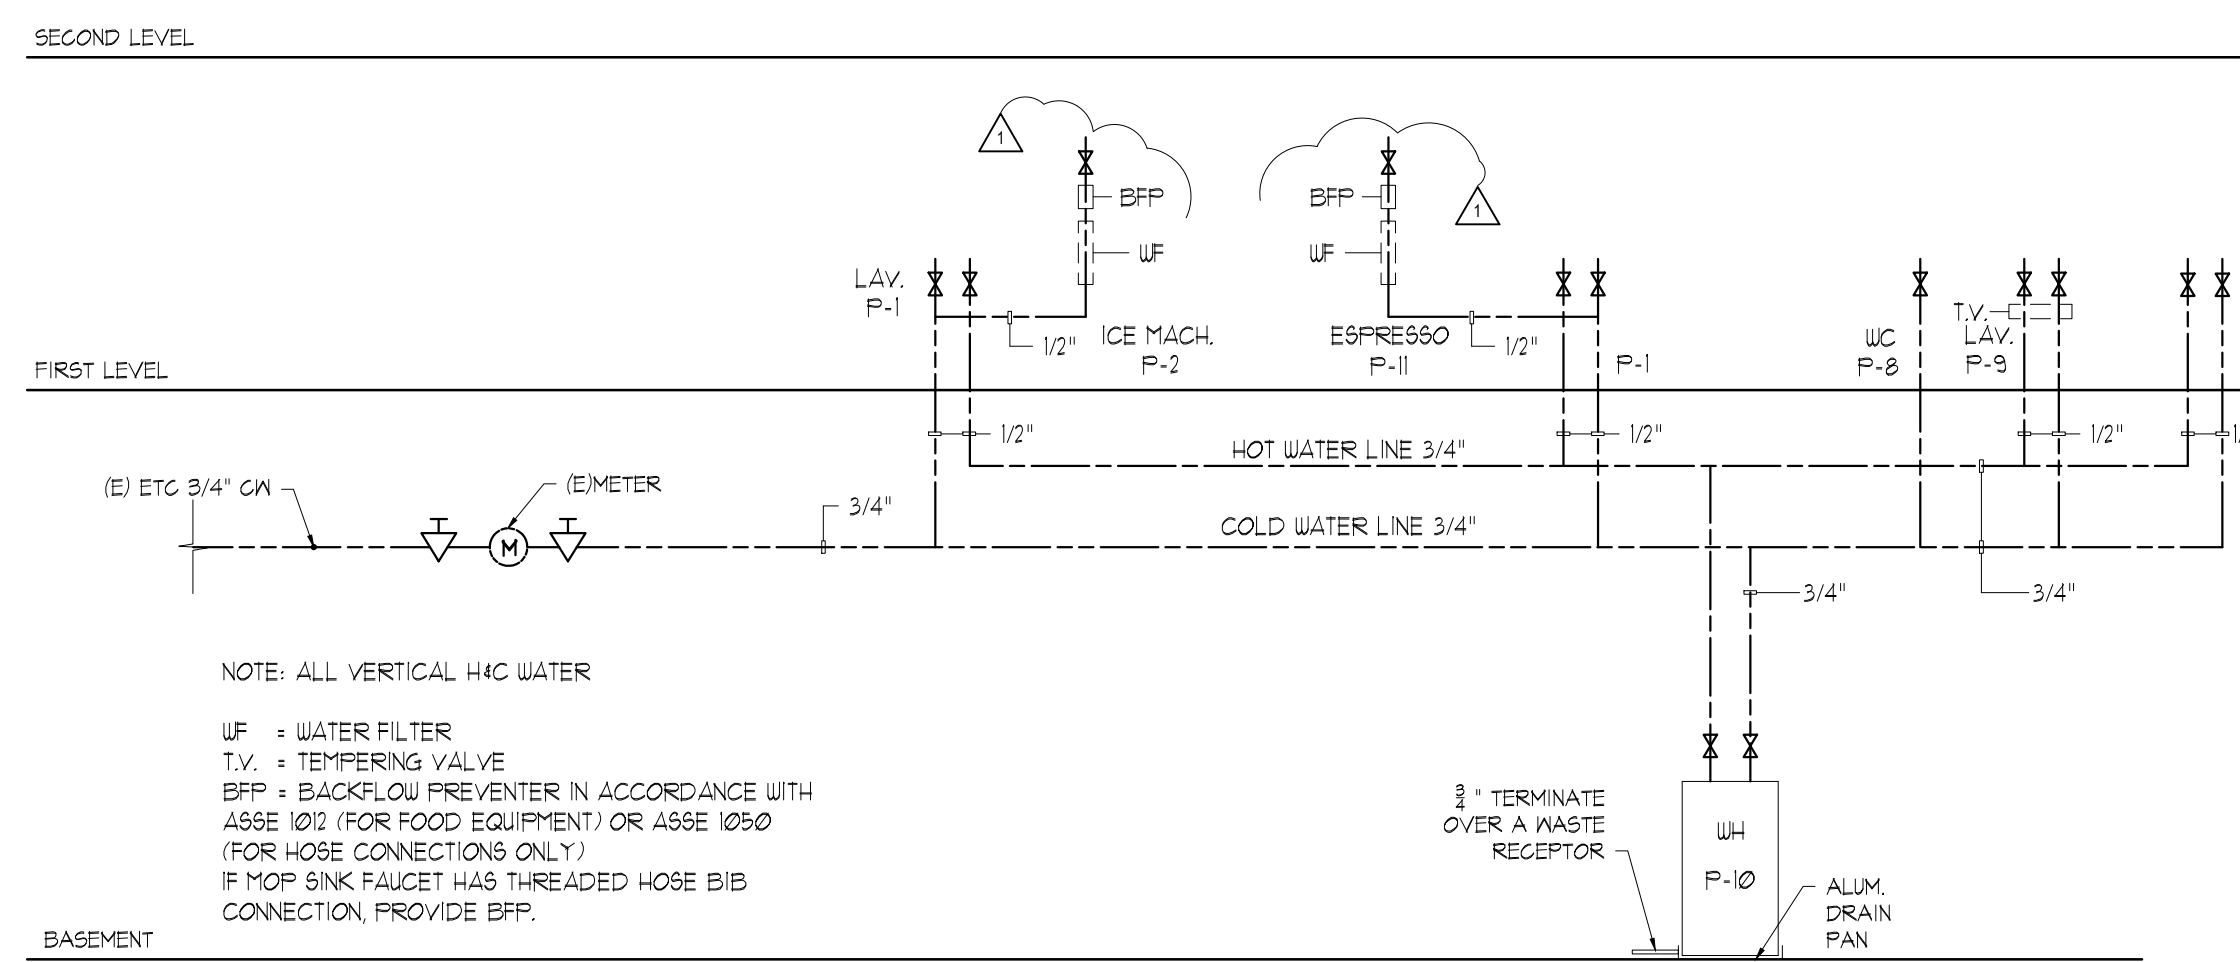 SECOND LEVEL
1
BFP
WF
BFP
WF
1
LAV.
P-1
1/2"
ICE MACH.
P-2
ESPRESSO
P-11
1/2"
P-1
WC
P-8
T.V.
LAV.
P-9
FIRST LEVEL
1/2"
HOT WATER LINE 3/4"
1/2"
1/2"
(E) ETC 3/4" CW
(E)METER
M
3/4"
COLD WATER LINE 3/4"
3/4"
3/4"
NOTE: ALL VERTICAL H&C WATER
WF = WATER FILTER
T.V. = TEMPERING VALVE
BFP = BACKFLOW PREVENTER IN ACCORDANCE WITH
ASSE 1012 (FOR FOOD EQUIPMENT) OR ASSE 1050
(FOR HOSE CONNECTIONS ONLY)
IF MOP SINK FAUCET HAS THREADED HOSE BIB
CONNECTION, PROVIDE BFP.
3/4 " TERMINATE
OVER A WASTE
RECEPTOR
WH
P-10
ALUM.
DRAIN
PAN
BASEMENT